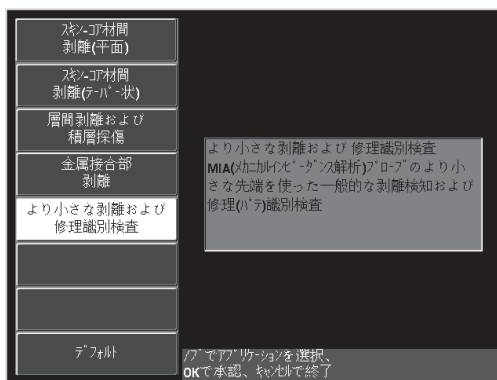 ｽｷﾝ-ｺｱ材間
剥離(平面)
ｽｷﾝ-ｺｱ材間
剥離(ﾃｰﾊﾟｰ状)
層間剥離および
積層探傷
金属接合部
剥離
より小さな剥離および
修理識別検査
デフォルト
より小さな剥離および 修理識別検査
MIA(ﾒｶﾆｶﾙｲﾝﾋﾟｰﾀﾞﾝｽ解析)ﾌﾟﾛｰﾌﾞのより小
さな先端を使った一般的な剥離検知および
修理(ﾊﾟﾃ)識別検査
ﾉﾌﾞでｱﾌﾟﾘｹｰｼｮﾝを選択、
OKで承認、ｷｬﾝｾﾙで終了